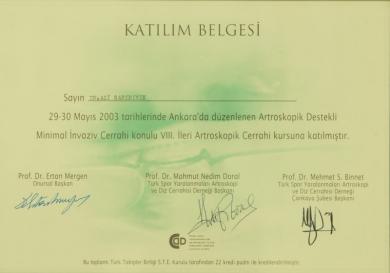 KATILIM BELGESİ
Sayın
29-30 Mayıs 2003 tarihlerinde Ankara'da düzenlenen Artroskopik Destekli
Minimal İnvaziv Cerrahi konulu VIII. İleri Artroskopik Cerrahi kursuna katılmıştır.
Prof. Dr. Ertan Mergen
Onursal Başkan
Prof. Dr. Mahmut Nedim Doral
Türk Spor Yaralanmaları Artroskopi
ve Diz Cerrahisi Derneği Başkanı
Prof. Dr. Mehmet S. Binnet
Türk Spor Yaralanmaları Artroskopi
ve Diz Cerrahisi Derneği
Çankaya Şubesi Başkanı
Bu toplantı Türk Tabipler Birliği S.T.E. Kurulu tarafından 22 kredi puanı ile kredilendirilmiştir.